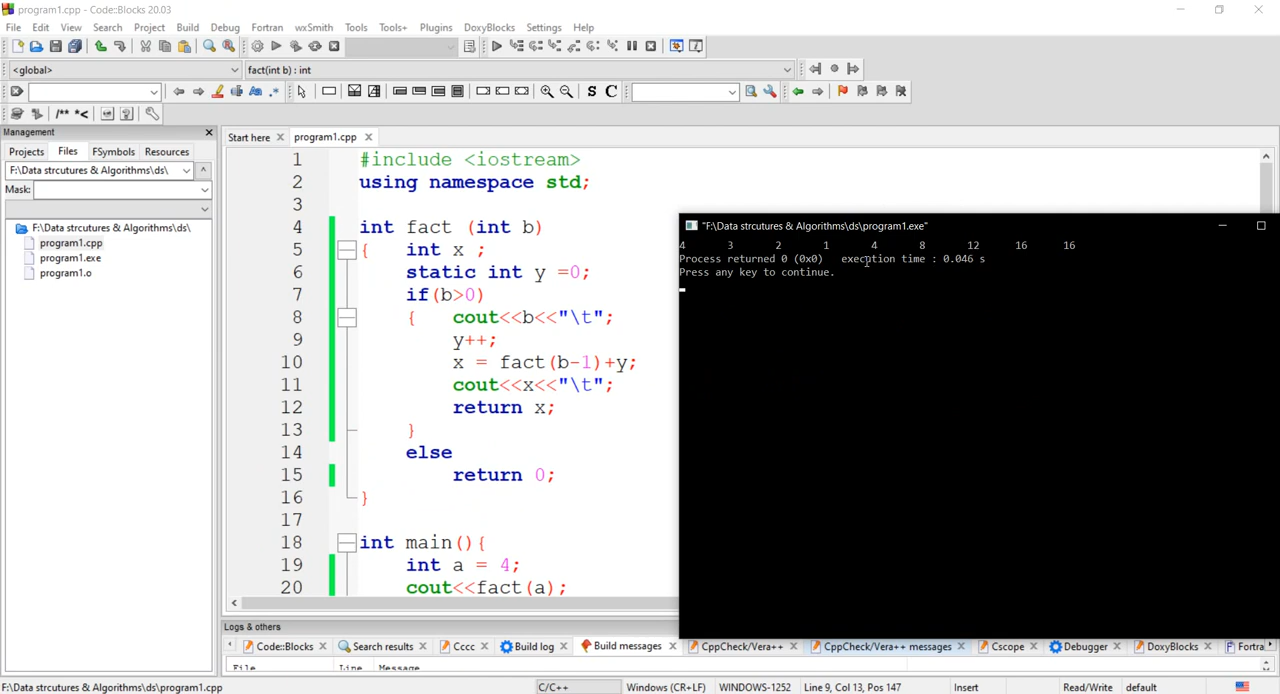 program1.cpp - Code::Blocks 20.03
File Edit View Search Project Build Debug Fortran wxSmith Tools Tools+ Plugins DoxyBlocks Settings Help
<global> fact(int b) : int
S C
/** *<
Management
Projects Files FSymbols Resources
F:\Data strcutures & Algorithms\ds\
Mask:
F:\Data strcutures & Algorithms\ds\
program1.cpp
program1.exe
program1.o
Start here program1.cpp
1 #include <iostream>
2 using namespace std;
3
4 int fact (int b)
5 { int x ;
6 static int y =0;
7 if(b>0)
8 { cout<<b<<"\t";
9 y++;
10 x = fact(b-1)+y;
11 cout<<x<<"\t";
12 return x;
13 }
14 else
15 return 0;
16 }
17
18 int main(){
19 int a = 4;
20 cout<<fact(a);
"F:\Data strcutures & Algorithms\ds\program1.exe"
4 3 2 1 4 8 12 16 16
Process returned 0 (0x0) execution time : 0.046 s
Press any key to continue.
Logs & others
Code::Blocks Search results Cccc Build log Build messages CppCheck/Vera++ CppCheck/Vera++ messages Cscope Debugger DoxyBlocks Fortra
File Line Message
F:\Data strcutures & Algorithms\ds\program1.cpp C/C++ Windows (CR+LF) WINDOWS-1252 Line 9, Col 13, Pos 147 Insert Read/Write default